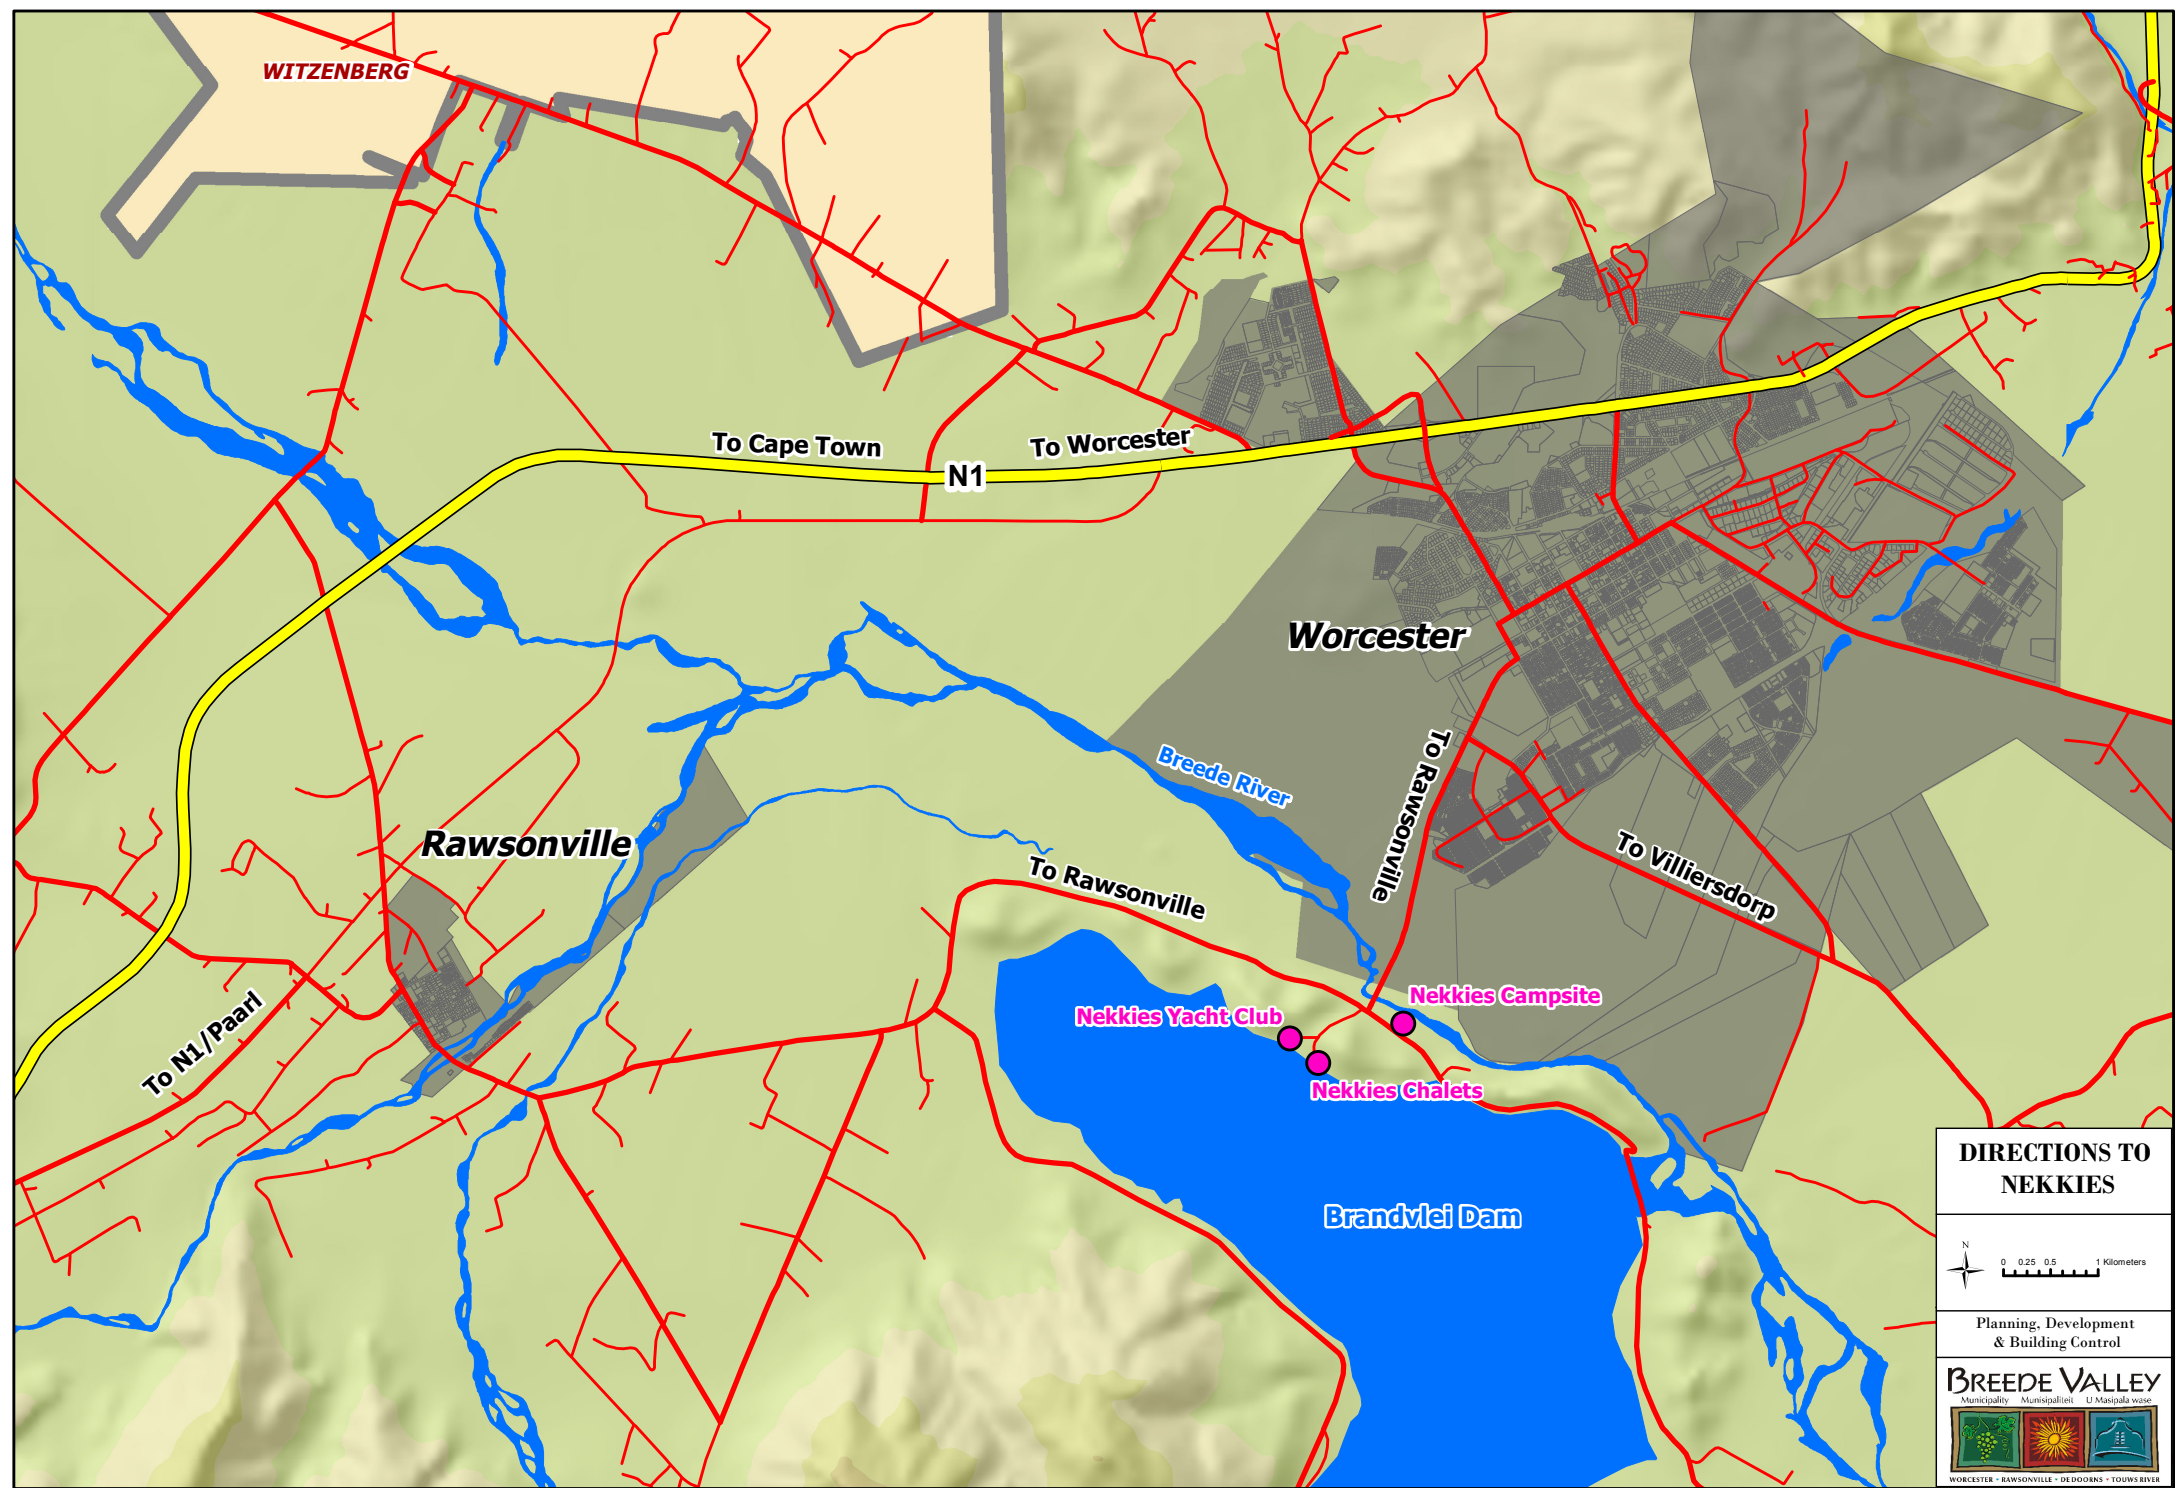 WITZENBERG
To Cape Town
To Worcester
N1
Worcester
Breede River
To Rawsonville
Rawsonville
To Rawsonville
To Villiersdorp
Nekkies Campsite
Nekkies Yacht Club
To N1/Paarl
Nekkies Chalets
Brandvlei Dam
DIRECTIONS TO
NEKKIES
N
0 0.25 0.5 1 Kilometers
Planning, Development
& Building Control
BREEDE VALLEY
Municipality Munisipaliteit U Masipala wase
WORCESTER • RAWSONVILLE • DE DOORNS • TOUWS RIVER